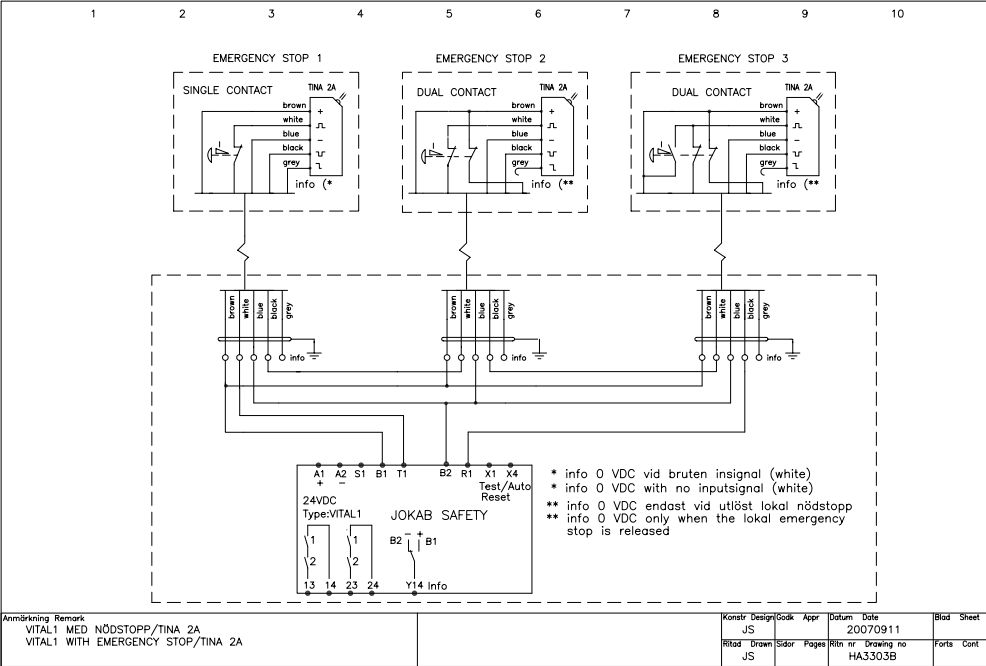 1 2 3 4 5 6 7 8 9 10
EMERGENCY STOP 1
EMERGENCY STOP 2
EMERGENCY STOP 3
SINGLE CONTACT
TINA 2A
brown
+
white
blue
-
black
grey
info (*
DUAL CONTACT
TINA 2A
brown
+
white
blue
-
black
grey
info (**
DUAL CONTACT
TINA 2A
brown
+
white
blue
-
black
grey
info (**
brown
white
blue
black
grey
info
brown
white
blue
black
grey
info
brown
white
blue
black
grey
info
A1 A2 S1 B1 T1 B2 R1 X1 X4
+ -
Test/Auto
Reset
24VDC
Type:VITAL1
JOKAB SAFETY
1
2
1
2
B2 - + B1
13 14 23 24 Y14 Info
* info 0 VDC vid bruten insignal (white)
* info 0 VDC with no inputsignal (white)
** info 0 VDC endast vid utlöst lokal nödstopp
** info 0 VDC only when the lokal emergency
stop is released
Anmärkning Remark
VITAL1 MED NÖDSTOPP/TINA 2A
VITAL1 WITH EMERGENCY STOP/TINA 2A
Konstr Design
JS
Godk Appr
Datum Date
20070911
Blad Sheet
Ritad Drawn
JS
Sidor Pages
Ritn nr Drawing no
HA3303B
Forts Cont